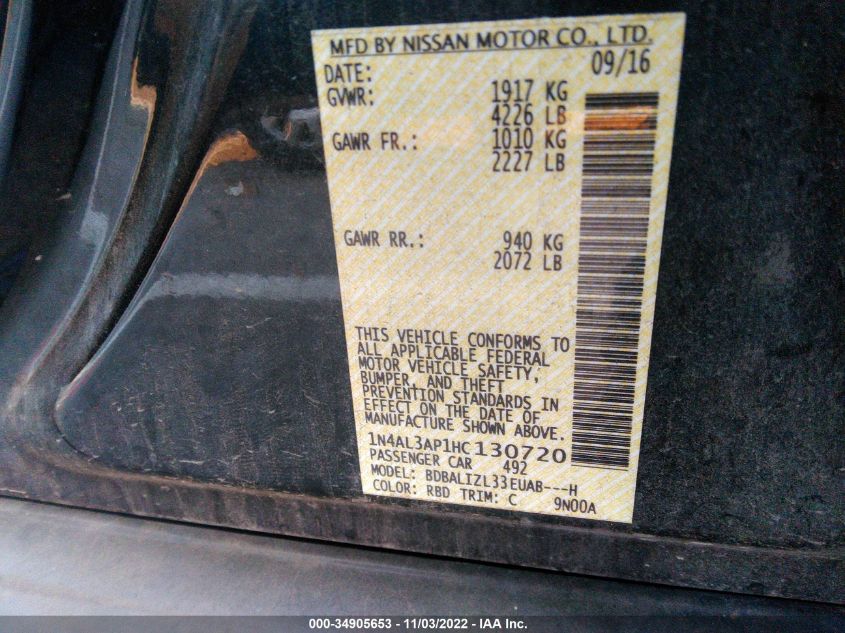 MFD BY NISSAN MOTOR CO., LTD.
DATE: 09/16
GVWR: 1917 KG
4226 LB
GAWR FR.: 1010 KG
2227 LB
GAWR RR.: 940 KG
2072 LB
THIS VEHICLE CONFORMS TO
ALL APPLICABLE FEDERAL
MOTOR VEHICLE SAFETY,
BUMPER, AND THEFT
PREVENTION STANDARDS IN
EFFECT ON THE DATE OF
MANUFACTURE SHOWN ABOVE.
1N4AL3AP1HC130720
PASSENGER CAR 492
MODEL: BDBALIZL33EUAB---H
COLOR: RBD TRIM: C 9N00A
000-34905653 - 11/03/2022 - IAA Inc.